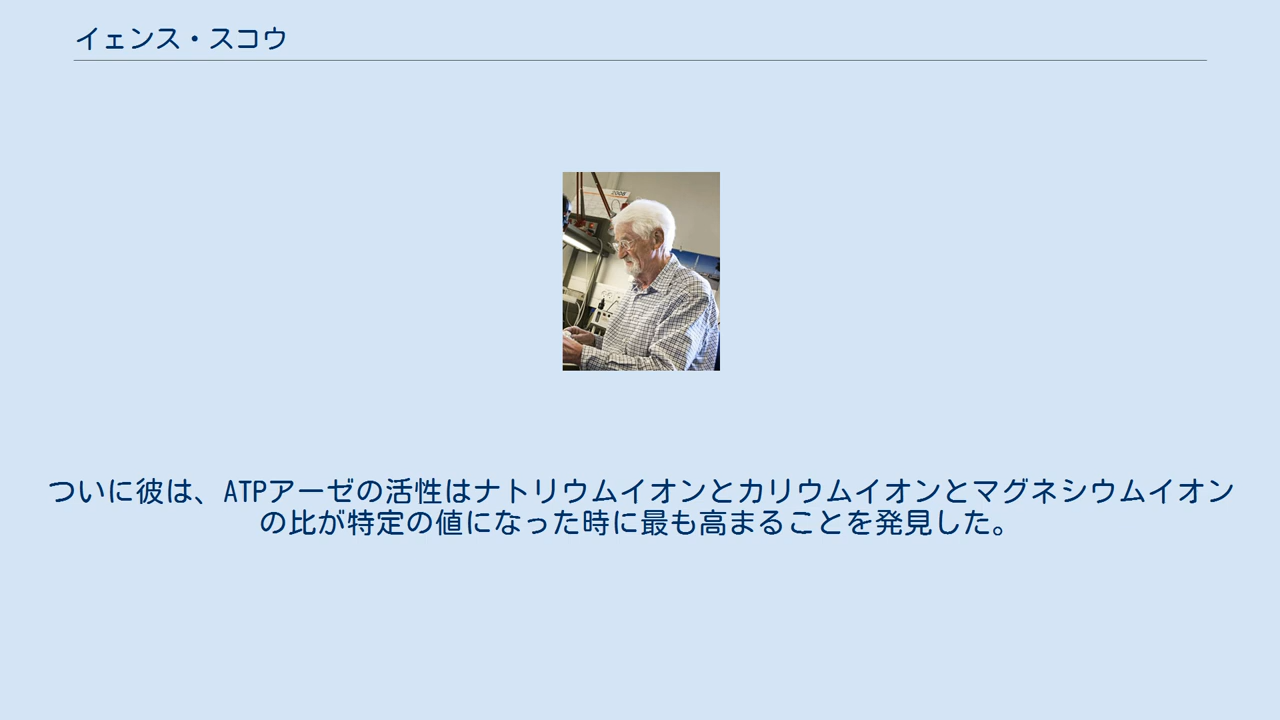 イェンス・スコウ
2008
ついに彼は、ATPアーゼの活性はナトリウムイオンとカリウムイオンとマグネシウムイオン
の比が特定の値になった時に最も高まることを発見した。